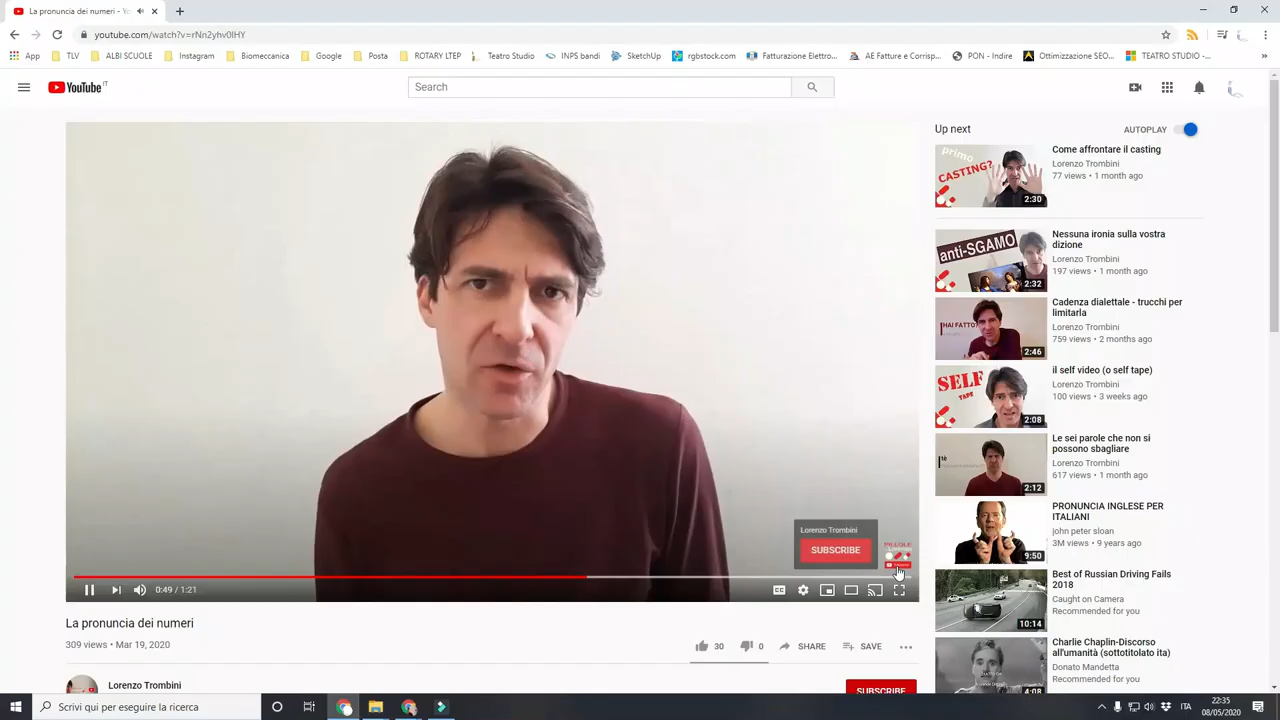 La pronuncia dei numeri - Y
youtube.com/watch?v=rNn2yhv0IHY
App TLV ALBI SCUOLE Instagram Biomeccanica Google Posta ROTARY LTEP Teatro Studio INPS bandi SketchUp rgbstock.com Fatturazione Elettro... AE Fatture e Corrisp... PON - Indire Ottimizzazione SEO... TEATRO STUDIO -... »
YouTube IT
Search
Up next
AUTOPLAY
primo
CASTING?
2:30
Come affrontare il casting
Lorenzo Trombini
77 views • 1 month ago
anti-SGAMO
2:32
Nessuna ironia sulla vostra
dizione
Lorenzo Trombini
197 views • 1 month ago
HAI FATTO?
2:46
Cadenza dialettale - trucchi per
limitarla
Lorenzo Trombini
759 views • 2 months ago
SELF
TAPE
2:08
il self video (o self tape)
Lorenzo Trombini
100 views • 3 weeks ago
2:12
Le sei parole che non si
possono sbagliare
Lorenzo Trombini
617 views • 1 month ago
9:50
PRONUNCIA INGLESE PER
ITALIANI
john peter sloan
3M views • 9 years ago
10:14
Best of Russian Driving Fails
2018
Caught on Camera
Recommended for you
4:08
Charlie Chaplin-Discorso
all'umanità (sottotitolato ita)
Donato Mandetta
Recommended for you
Lorenzo Trombini
SUBSCRIBE
PILLOLE
0:49 / 1:21
CC
La pronuncia dei numeri
309 views • Mar 19, 2020
30 0 SHARE SAVE
Lorenzo Trombini
SUBSCRIBE
Scrivi qui per eseguire la ricerca
ITA
22:35
08/05/2020